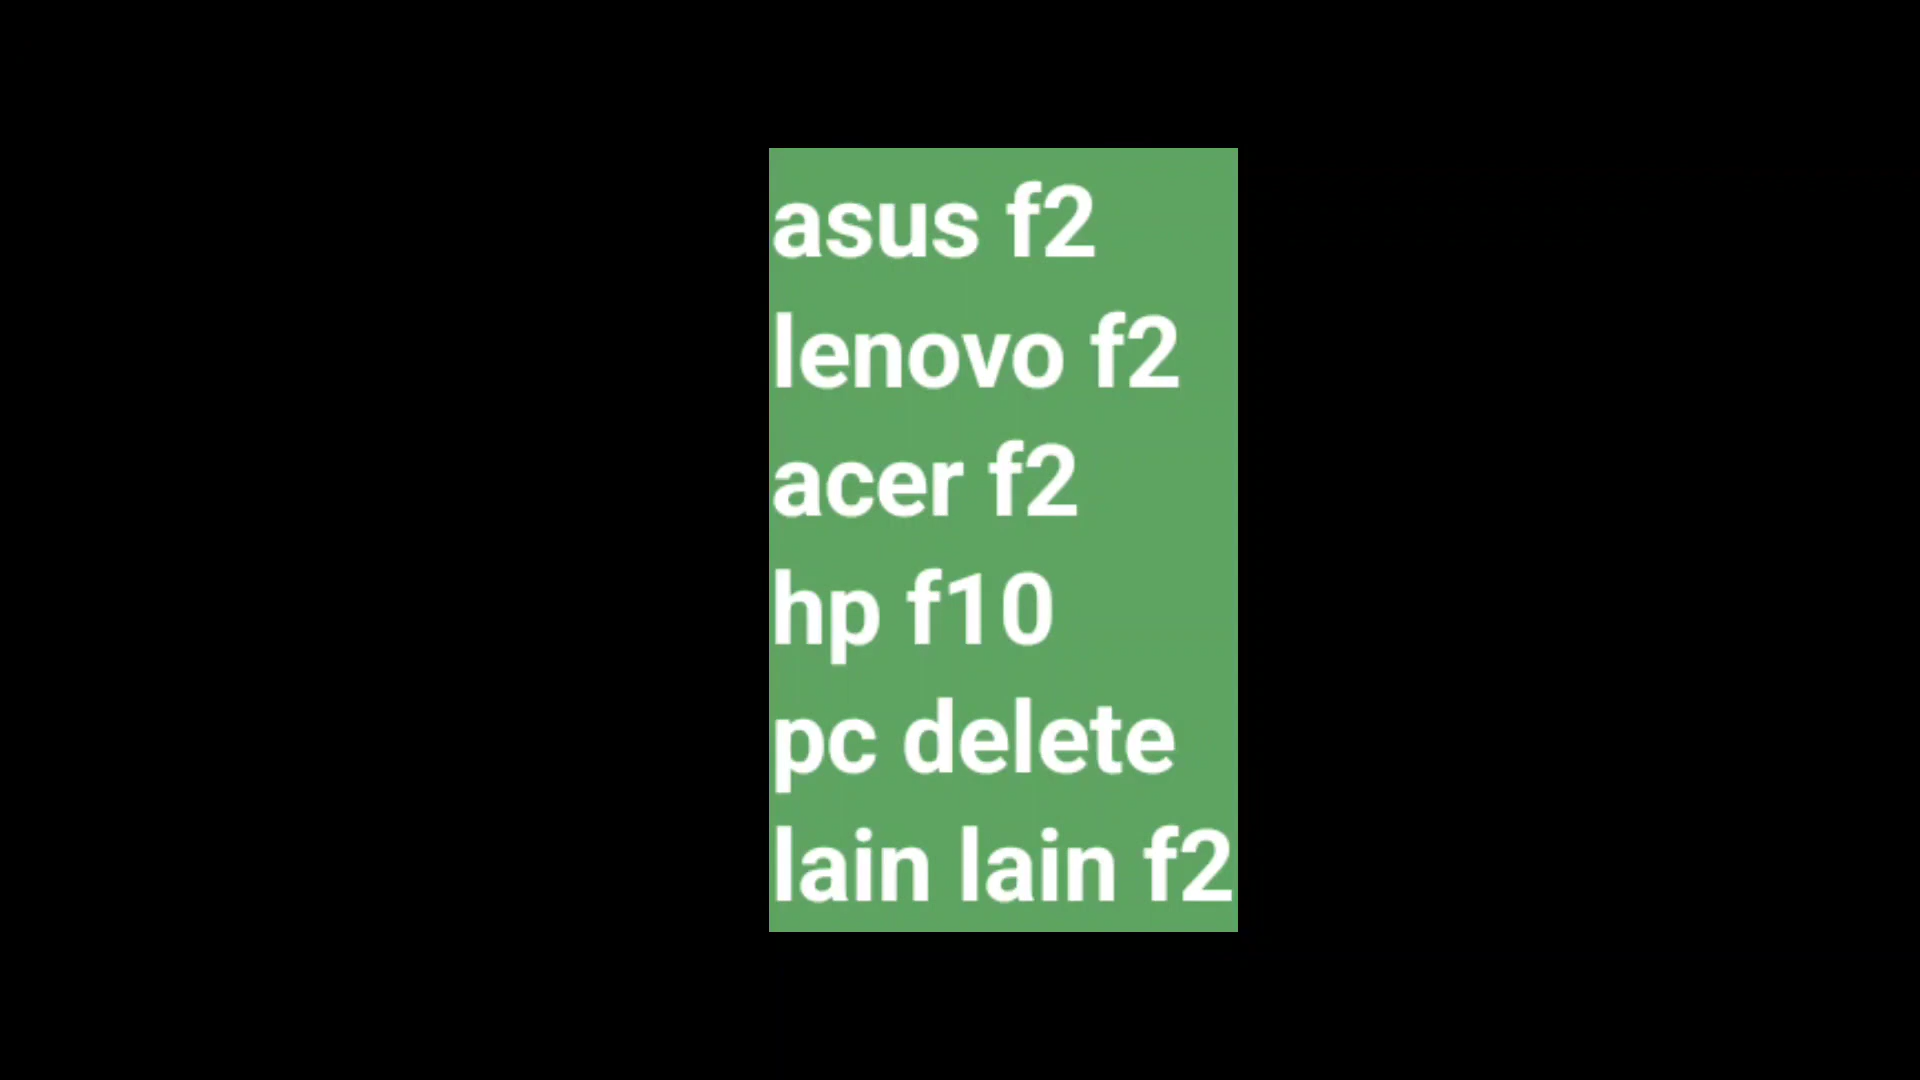 asus f2
lenovo f2
acer f2
hp f10
pc delete
lain lain f2